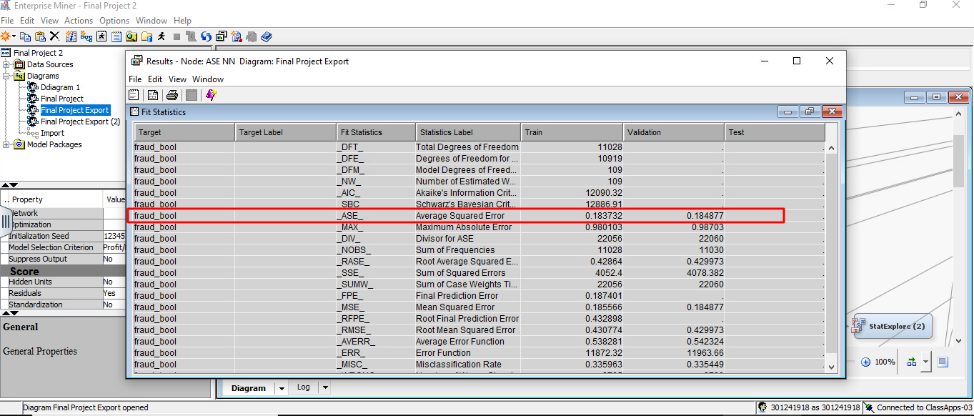 Enterprise Miner - Final Project 2
File Edit View Actions Options Window Help
Final Project 2
Data Sources
Diagrams
Ddiagram 1
Final Project
Final Project Export
Final Project Export (2)
Import
Model Packages
.. Property Value
Network
Optimization
Initialization Seed 12345
Model Selection Criterion Profit/
Suppress Output No
Score
Hidden Units No
Residuals Yes
Standardization No
General
General Properties
Results - Node: ASE NN Diagram: Final Project Export
File Edit View Window
Fit Statistics
Target Target Label Fit Statistics Statistics Label Train Validation Test
fraud_bool _DFT_ Total Degrees of Freedom 11028 . .
fraud_bool _DFE_ Degrees of Freedom for ... 10919 . .
fraud_bool _DFM_ Model Degrees of Freed... 109 . .
fraud_bool _NW_ Number of Estimated W... 109 . .
fraud_bool _AIC_ Akaike's Information Crit... 12090.32 . .
fraud_bool _SBC_ Schwarz's Bayesian Crit... 12886.91 . .
fraud_bool _ASE_ Average Squared Error 0.183732 0.184877 .
fraud_bool _MAX_ Maximum Absolute Error 0.980103 0.98703 .
fraud_bool _DIV_ Divisor for ASE 22056 22060 .
fraud_bool _NOBS_ Sum of Frequencies 11028 11030 .
fraud_bool _RASE_ Root Average Squared E... 0.42864 0.429973 .
fraud_bool _SSE_ Sum of Squared Errors 4052.4 4078.382 .
fraud_bool _SUMW_ Sum of Case Weights Ti... 22056 22060 .
fraud_bool _FPE_ Final Prediction Error 0.187401 . .
fraud_bool _MSE_ Mean Squared Error 0.185566 0.184877 .
fraud_bool _RFPE_ Root Final Prediction Error 0.432898 . .
fraud_bool _RMSE_ Root Mean Squared Error 0.430774 0.429973 .
fraud_bool _AVERR_ Average Error Function 0.538281 0.542324 .
fraud_bool _ERR_ Error Function 11872.32 11963.66 .
fraud_bool _MISC_ Misclassification Rate 0.335963 0.335449 .
StatExplore (2)
100%
Diagram Log
Diagram Final Project Export opened
301241918 as 301241918 Connected to ClassApps-03